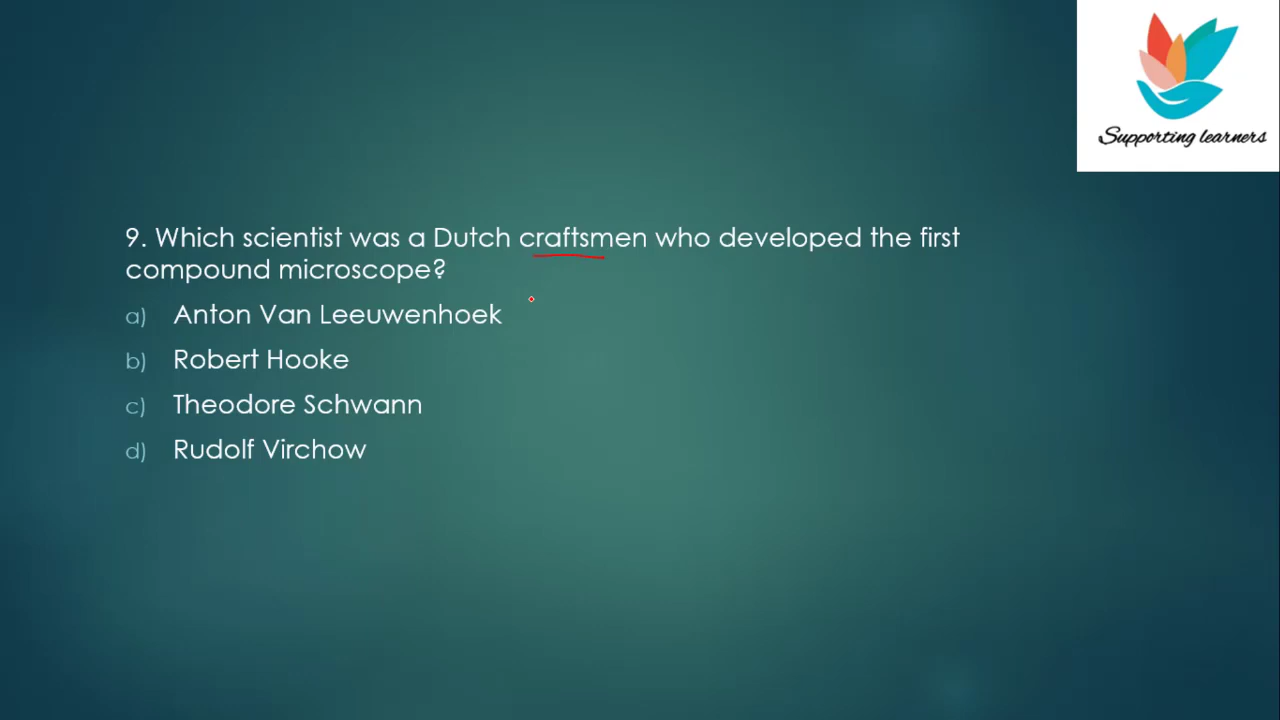 Supporting learners
9. Which scientist was a Dutch craftsmen who developed the first
compound microscope?
a) Anton Van Leeuwenhoek
b) Robert Hooke
c) Theodore Schwann
d) Rudolf Virchow